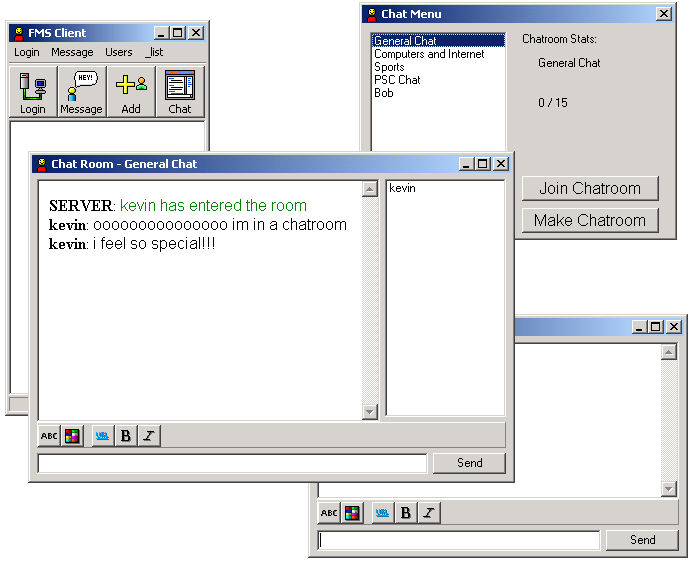 FMS Client
Login Message Users _list
HEY!
Login Message Add Chat
Chat Menu
General Chat
Computers and Internet
Sports
PSC Chat
Bob
Chatroom Stats:
General Chat
0 / 15
Join Chatroom
Make Chatroom
Chat Room - General Chat
SERVER: kevin has entered the room
kevin: ooooooooooooooo im in a chatroom
kevin: i feel so special!!!
kevin
ABC URL B I
Send
ABC URL B I
Send